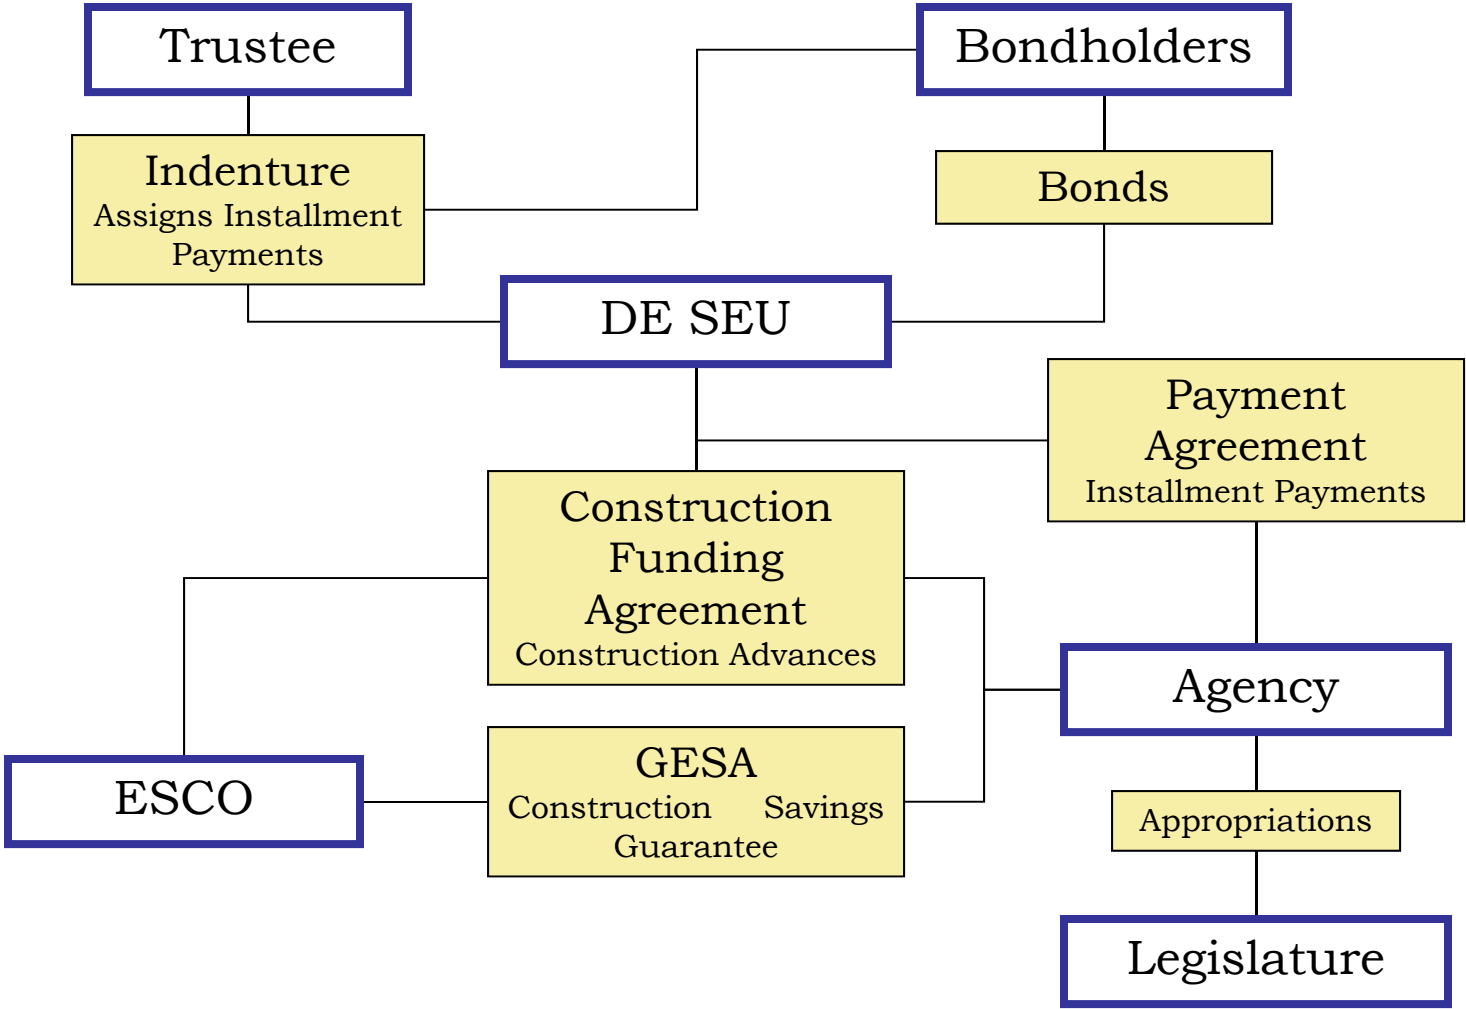 Trustee
Bondholders
Indenture
Assigns Installment
Payments
Bonds
DE SEU
Payment
Agreement
Installment Payments
Construction
Funding
Agreement
Construction Advances
Agency
ESCO
GESA
Construction Savings
Guarantee
Appropriations
Legislature